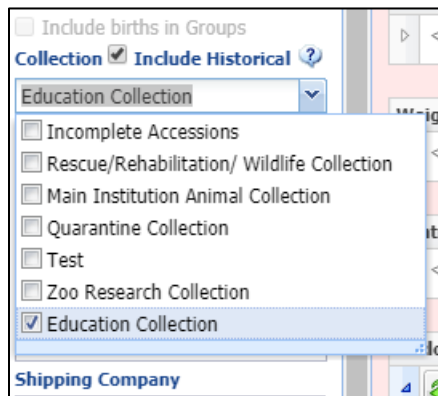 Include births in Groups
Collection Include Historical
Education Collection
Incomplete Accessions
Rescue/Rehabilitation/ Wildlife Collection
Main Institution Animal Collection
Quarantine Collection
Test
Zoo Research Collection
Education Collection
Shipping Company